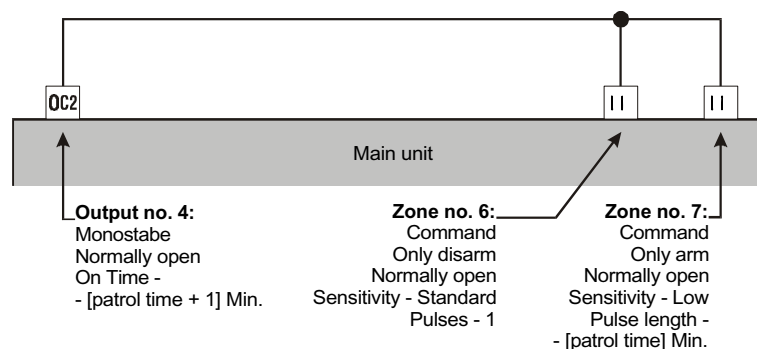 OC2
I I
I I
Main unit
Output no. 4:
Monostabe
Normally open
On Time -
- [patrol time + 1] Min.
Zone no. 6:
Command
Only disarm
Normally open
Sensitivity - Standard
Pulses - 1
Zone no. 7:
Command
Only arm
Normally open
Sensitivity - Low
Pulse length -
- [patrol time] Min.